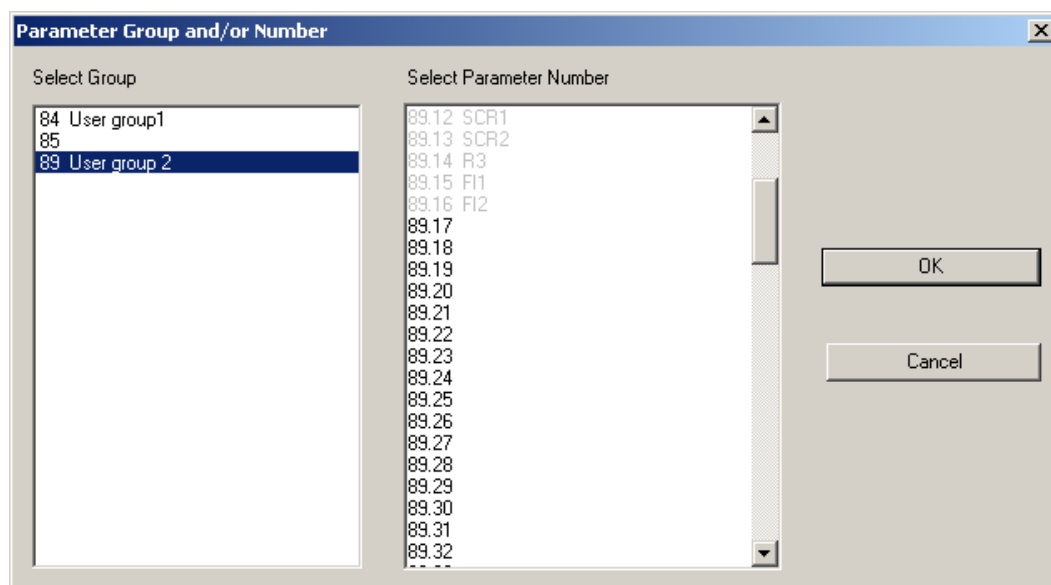 Parameter Group and/or Number
Select Group
84 User group1
85
89 User group 2
Select Parameter Number
89.12 SCR1
89.13 SCR2
89.14 R3
89.15 FI1
89.16 FI2
89.17
89.18
89.19
89.20
89.21
89.22
89.23
89.24
89.25
89.26
89.27
89.28
89.29
89.30
89.31
89.32
OK
Cancel